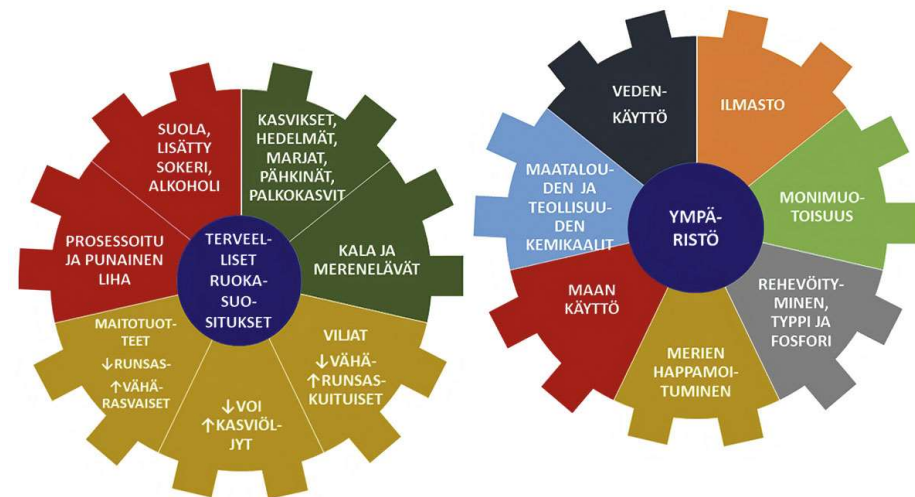 SUOLA,
LISÄTTY
SOKERI,
ALKOHOLI
KASVIKSET,
HEDELMÄT,
MARJAT,
PÄHKINÄT,
PALKOKASVIT
PROSESSOITU
JA PUNAINEN
LIHA
TERVEEL-
LISET
RUOKA-
SUO-
SITUKSET
KALA JA
MERENELÄVÄT
MAITOTUOT-
TEET
↓RUNSAS-
↑VÄHÄ-
RASVAISET
↓VOI
↑KASVIÖL-
JYT
VILJAT
↓VÄHÄ-
↑RUNSAS-
KUITUISET
VEDEN-
KÄYTTÖ
ILMASTO
MAATALOU-
DEN JA
TEOLLISUU-
DEN
KEMIKAALIT
YMPÄ-
RISTÖ
MONIMUO-
TOISUUS
MAAN
KÄYTTÖ
MERIEN
HAPPAMOI-
TUMINEN
REHEVÖITY-
MINEN,
TYPPI JA
FOSFORI